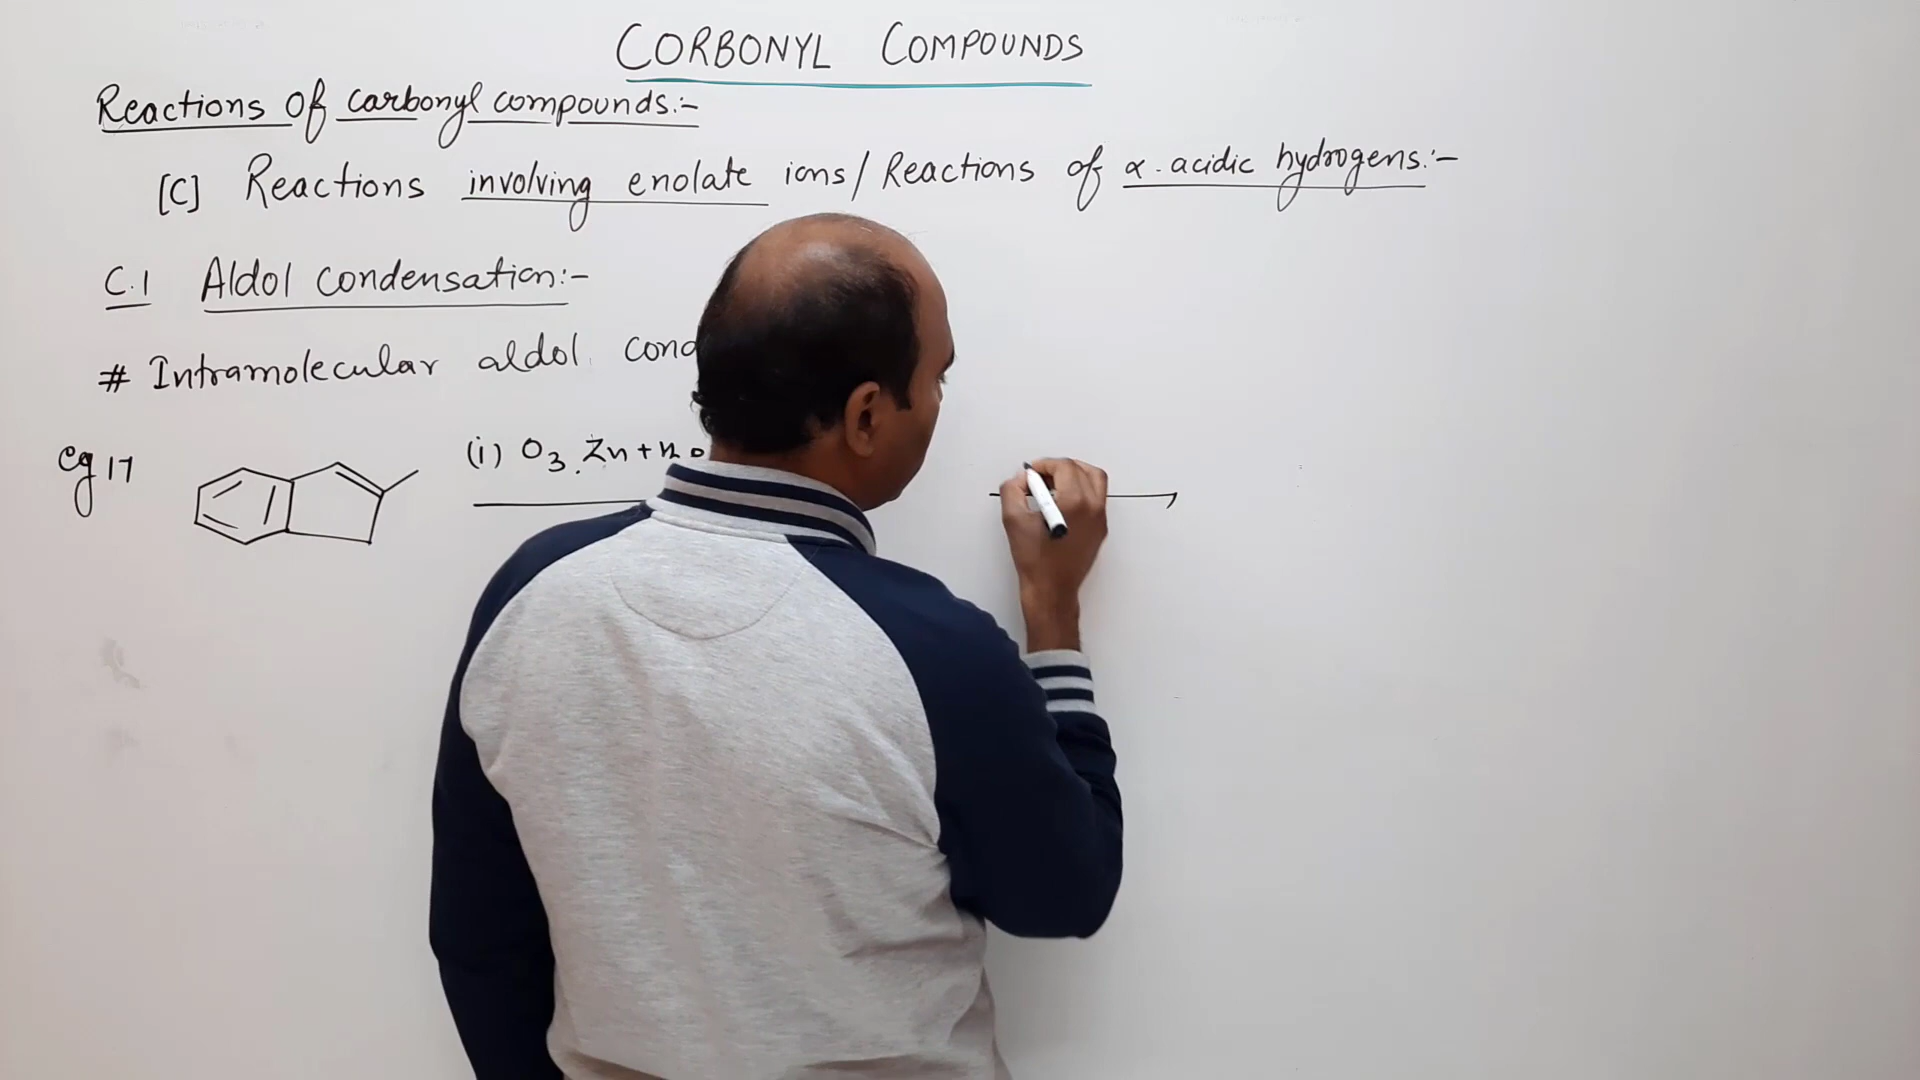 CORBONYL COMPOUNDS
Reactions Of carbonyl compounds:-
[C] Reactions involving enolate ions/Reactions of α.acidic hydrogens:-
C.1 Aldol condensation:-
# Intramolecular aldol cond
eg 17
(i) O3. Zn+H2O